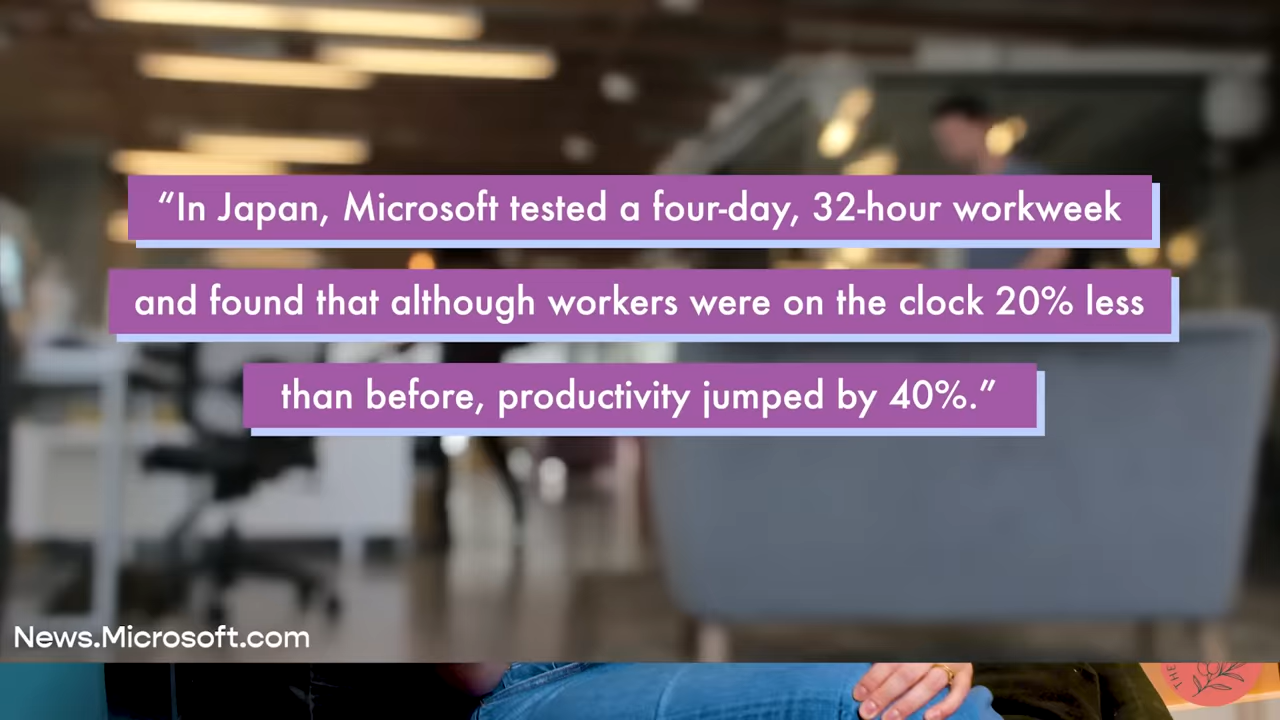 “In Japan, Microsoft tested a four-day, 32-hour workweek
and found that although workers were on the clock 20% less
than before, productivity jumped by 40%.”
News.Microsoft.com
THE